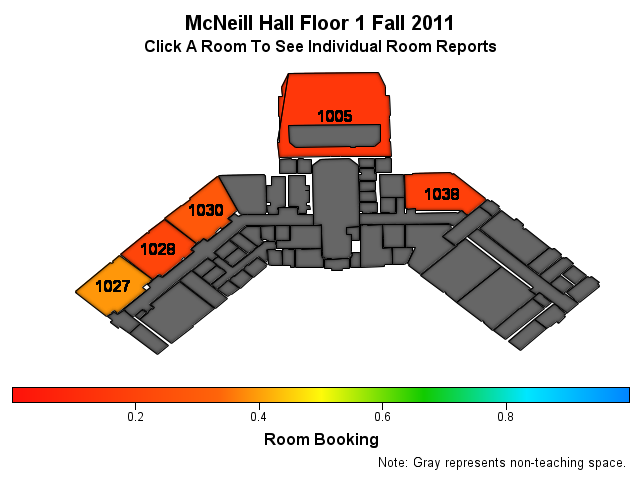 McNeill Hall Floor 1 Fall 2011
Click A Room To See Individual Room Reports
1005
1038
1030
1028
1027
0.2 0.4 0.6 0.8
Room Booking
Note: Gray represents non-teaching space.